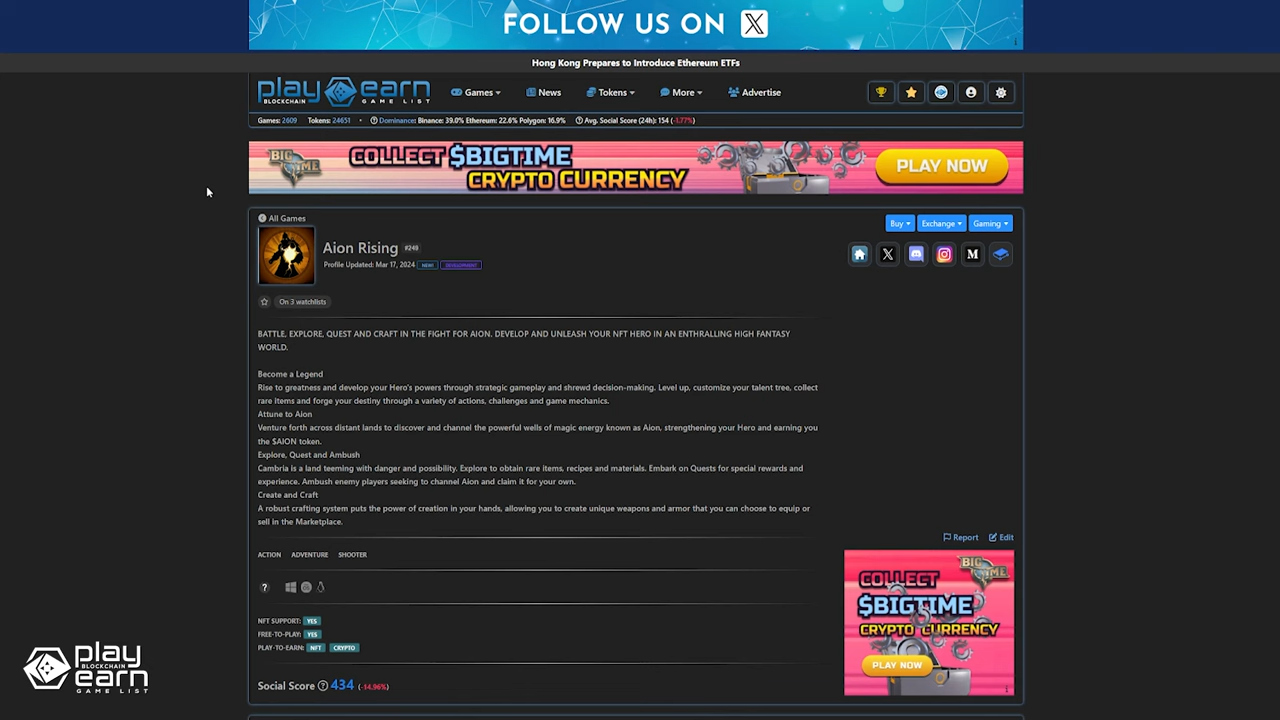 FOLLOW US ON X
Hong Kong Prepares to Introduce Ethereum ETFs
play earn
BLOCKCHAIN GAME LIST
Games News Tokens More Advertise
Games: 2609 Tokens: 24651 • Dominance: Binance: 39.0% Ethereum: 22.6% Polygon: 16.9% Avg. Social Score (24h): 154 (-1.77%)
BIG TIME
COLLECT $BIGTIME
CRYPTO CURRENCY
PLAY NOW
All Games
Buy Exchange Gaming
Aion Rising #249
Profile Updated: Mar 17, 2024 NEW! DEVELOPMENT
On 3 watchlists
BATTLE, EXPLORE, QUEST AND CRAFT IN THE FIGHT FOR AION. DEVELOP AND UNLEASH YOUR NFT HERO IN AN ENTHRALLING HIGH FANTASY
WORLD.
Become a Legend
Rise to greatness and develop your Hero's powers through strategic gameplay and shrewd decision-making. Level up, customize your talent tree, collect
rare items and forge your destiny through a variety of actions, challenges and game mechanics.
Attune to Aion
Venture forth across distant lands to discover and channel the powerful wells of magic energy known as Aion, strengthening your Hero and earning you
the $AION token.
Explore, Quest and Ambush
Cambria is a land teeming with danger and possibility. Explore to obtain rare items, recipes and materials. Embark on Quests for special rewards and
experience. Ambush enemy players seeking to channel Aion and claim it for your own.
Create and Craft
A robust crafting system puts the power of creation in your hands, allowing you to create unique weapons and armor that you can choose to equip or
sell in the Marketplace.
Report Edit
ACTION ADVENTURE SHOOTER
NFT SUPPORT: YES
FREE-TO-PLAY: YES
PLAY-TO-EARN: NFT CRYPTO
Social Score 434 (-14.96%)
BIG TIME
COLLECT
$BIGTIME
CRYPTO CURRENCY
PLAY NOW
play
BLOCKCHAIN
earn
GAME LIST